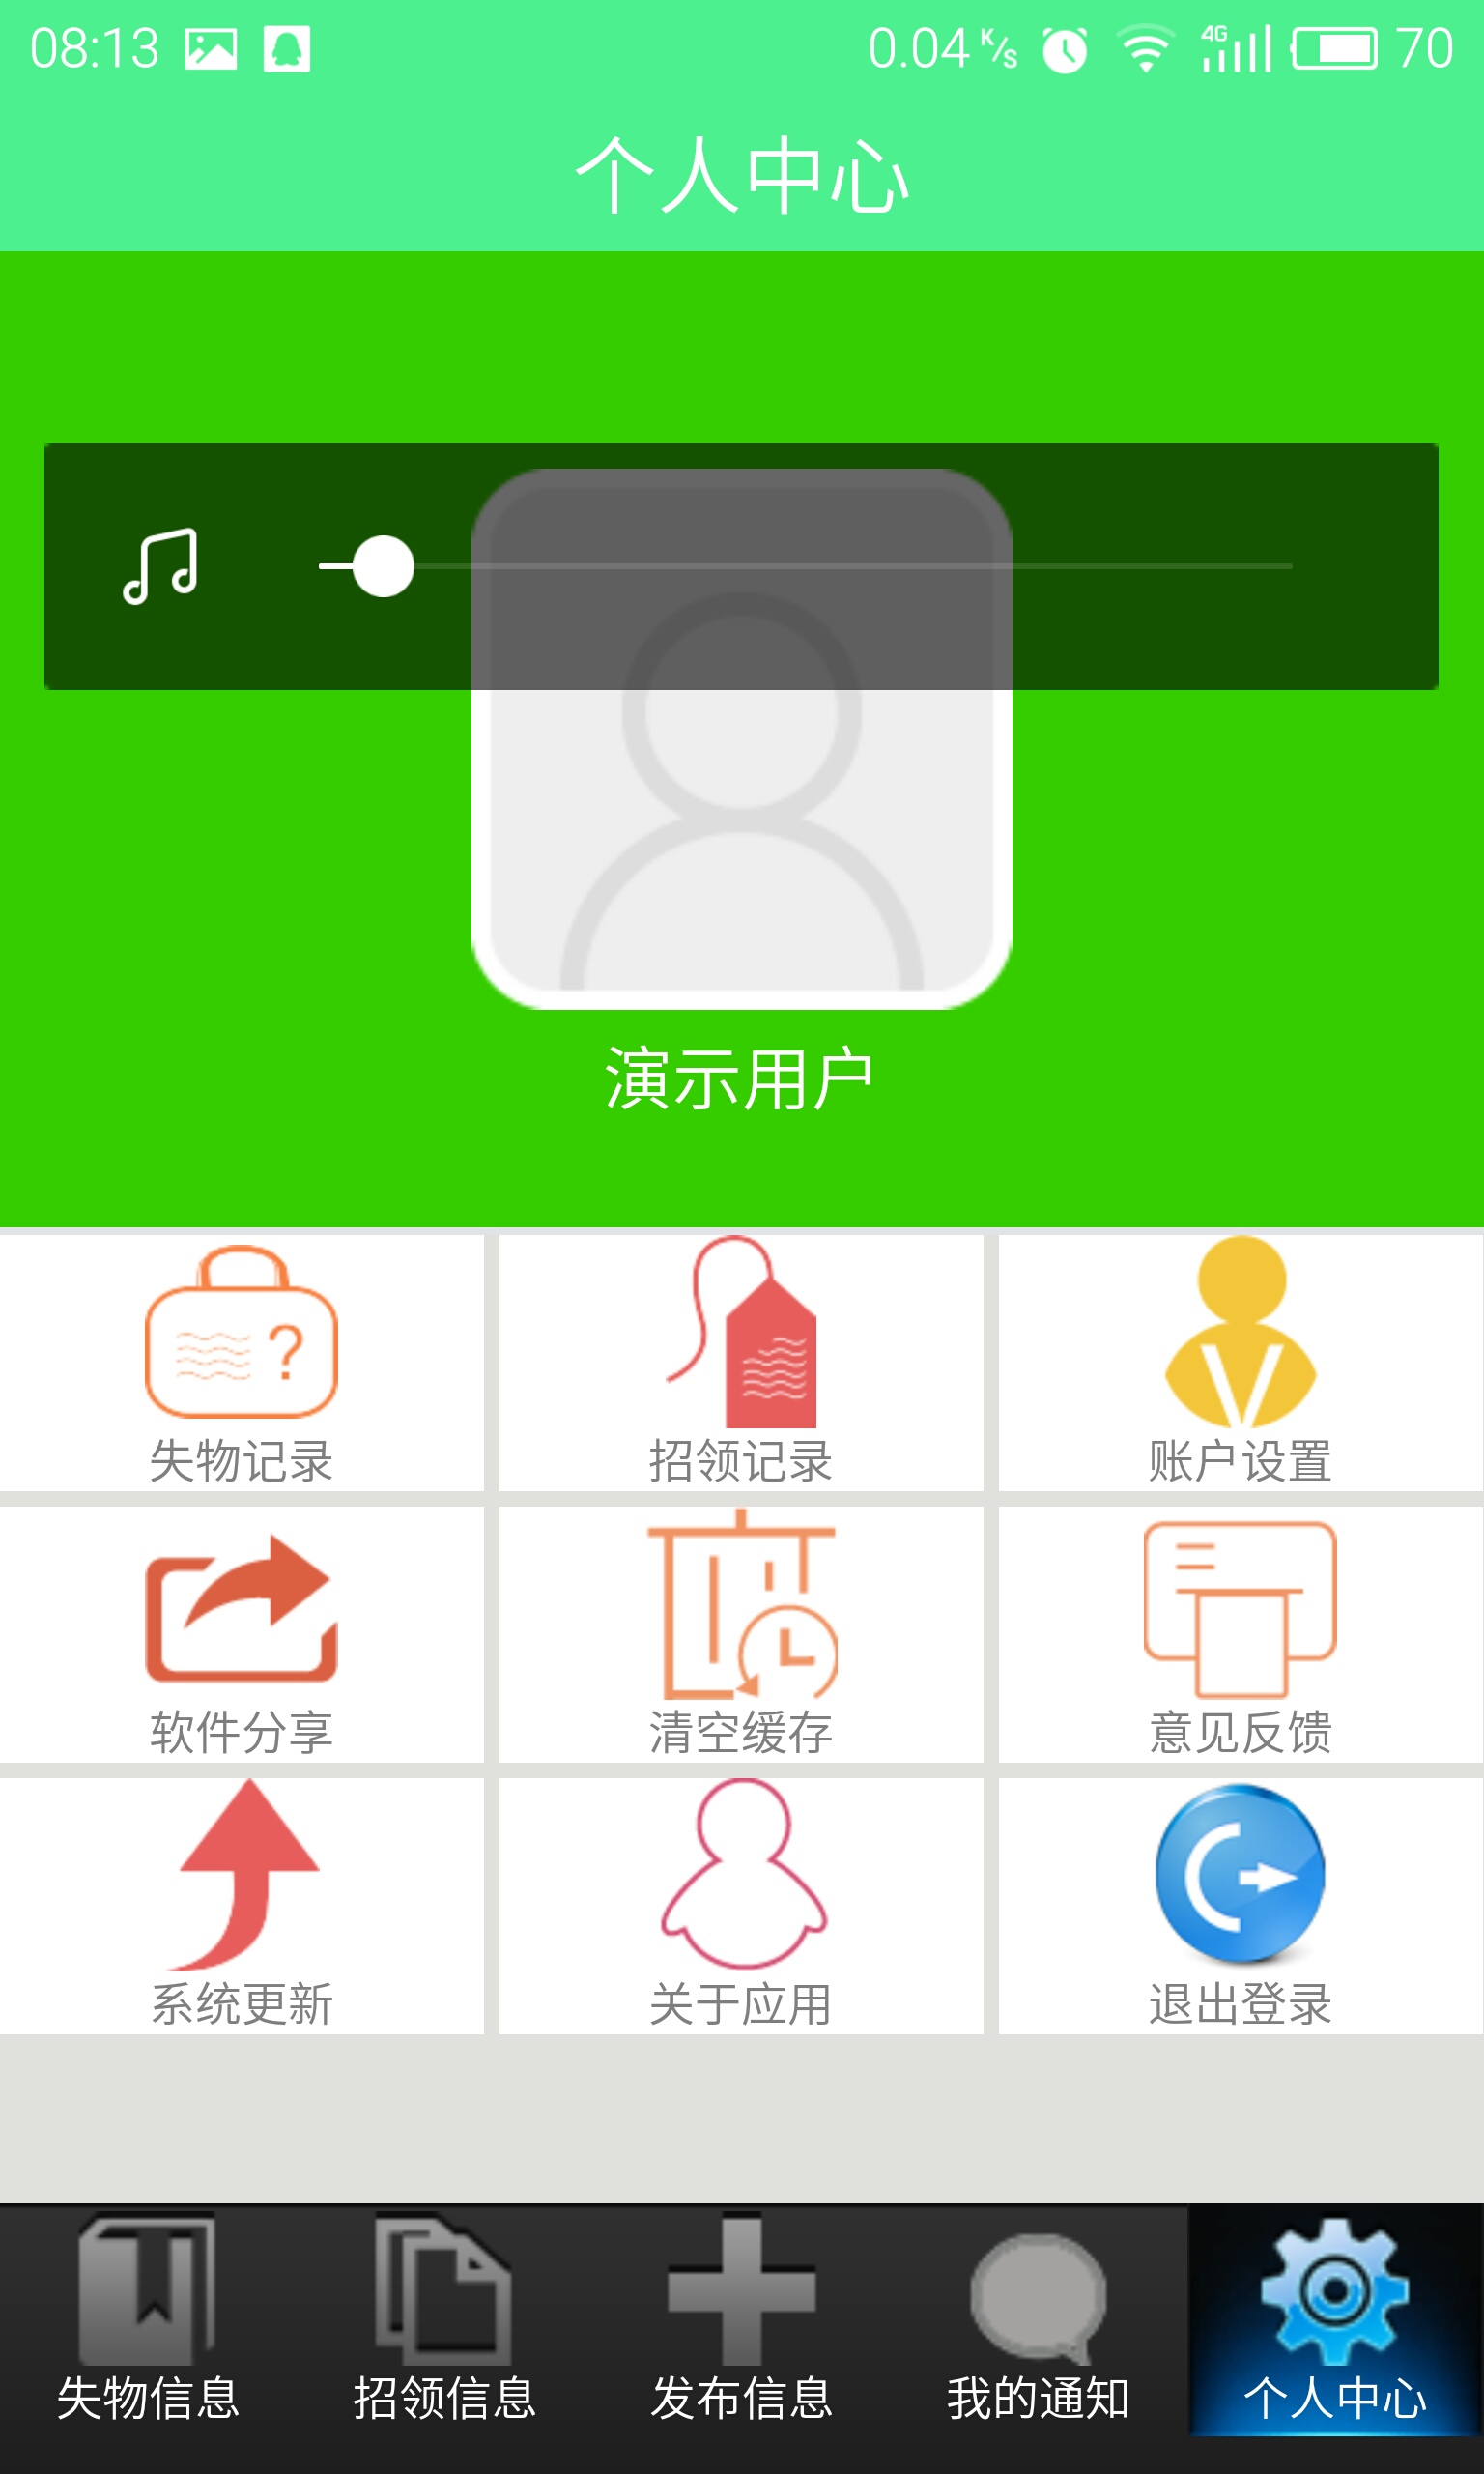 08:13 0.04 K/s 4G 70
个人中心
演示用户
失物记录 招领记录 账户设置
软件分享 清空缓存 意见反馈
系统更新 关于应用 退出登录
失物信息 招领信息 发布信息 我的通知 个人中心